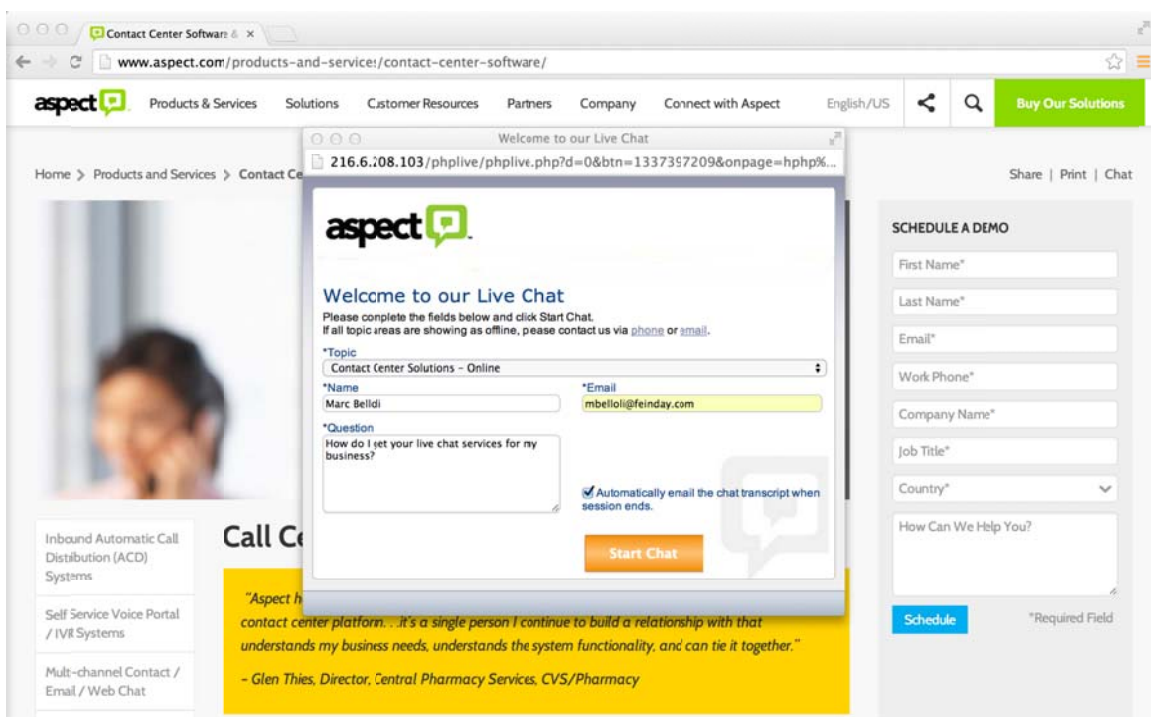 Contact Center Software &
www.aspect.com/products-and-service:/contact-center-software/
aspect
Products & Services
Solutions
Customer Resources
Partners
Company
Connect with Aspect
English/US
Buy Our Solutions
Home > Products and Services > Contact Ce
Share | Print | Chat
Welcome to our Live Chat
216.6.208.103/phplive/phplive.php?d=0&btn=1337397209&onpage=hphp%...
aspect
Welcome to our Live Chat
Please complete the fields below and click Start Chat.
If all topic areas are showing as offline, pease contact us via phone or email.
*Topic
Contact Center Solutions - Online
*Name
*Email
Marc Belldi
mbelloli@feinday.com
*Question
How do I get your live chat services for my
business?
Automatically email the chat transcript when
session ends.
Start Chat
SCHEDULE A DEMO
First Name*
Last Name*
Email*
Work Phone*
Company Name*
Job Title*
Country*
How Can We Help You?
Schedule
*Required Field
Inbound Automatic Call
Distibution (ACD)
Systems
Self Service Voice Portal
/ IVR Systems
Mult-channel Contact /
Email / Web Chat
Call Ce
"Aspect h
contact center platform. . .it's a single person I continue to build a relationship with that
understands my business needs, understands the system functionality, and can tie it together."
– Glen Thies, Director, Central Pharmacy Services, CVS/Pharmacy